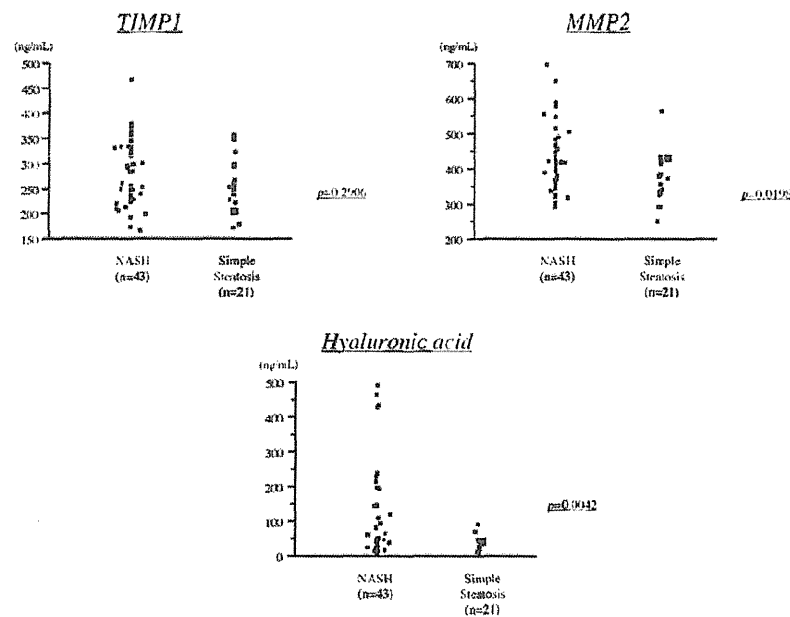 TIMP1
(ng/mL)
500
450
400
350
300
250
200
150
NASH
(n=43)
Simple
Steatosis
(n=21)
p=0.2906
MMP2
(ng/mL)
700
600
500
400
300
200
NASH
(n=43)
Simple
Steatosis
(n=21)
p=0.0195
Hyaluronic acid
(ng/mL)
500
400
300
200
100
0
NASH
(n=43)
Simple
Steatosis
(n=21)
p=0.0042